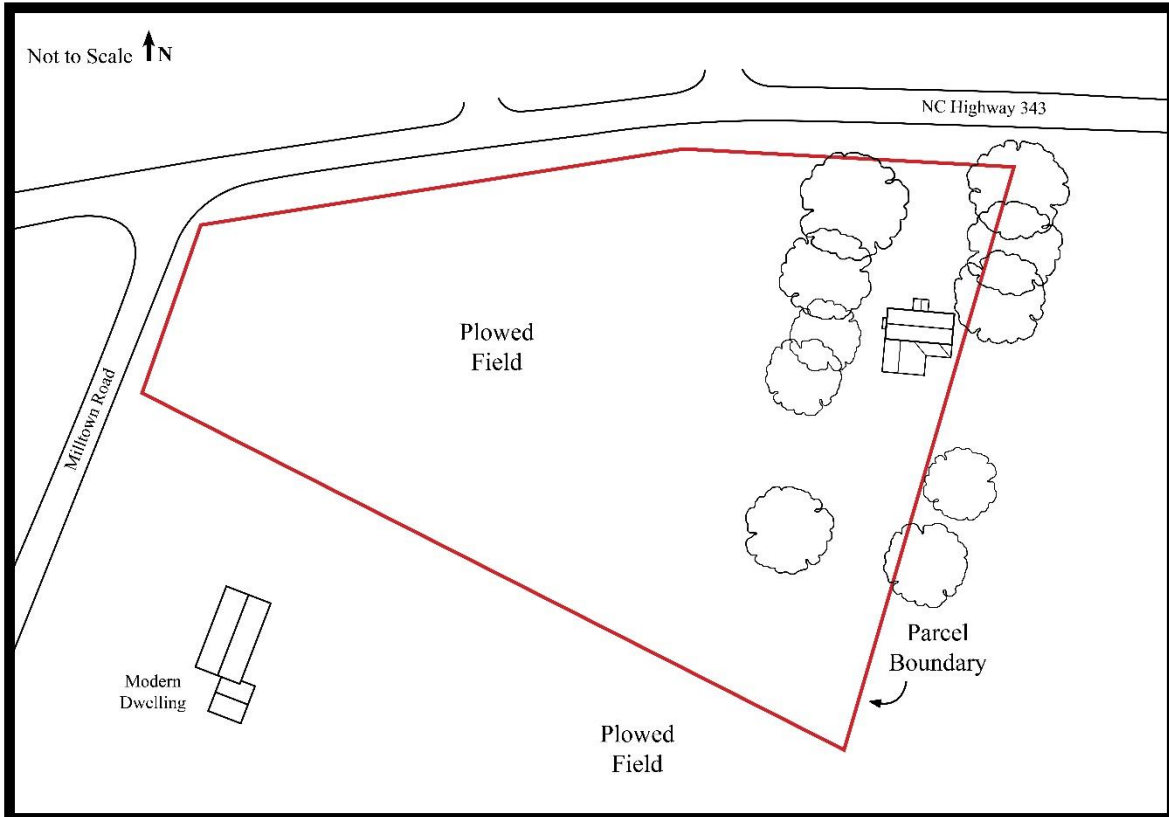 Not to Scale N
NC Highway 343
Plowed
Field
Milltown Road
Parcel
Boundary
Modern
Dwelling
Plowed
Field